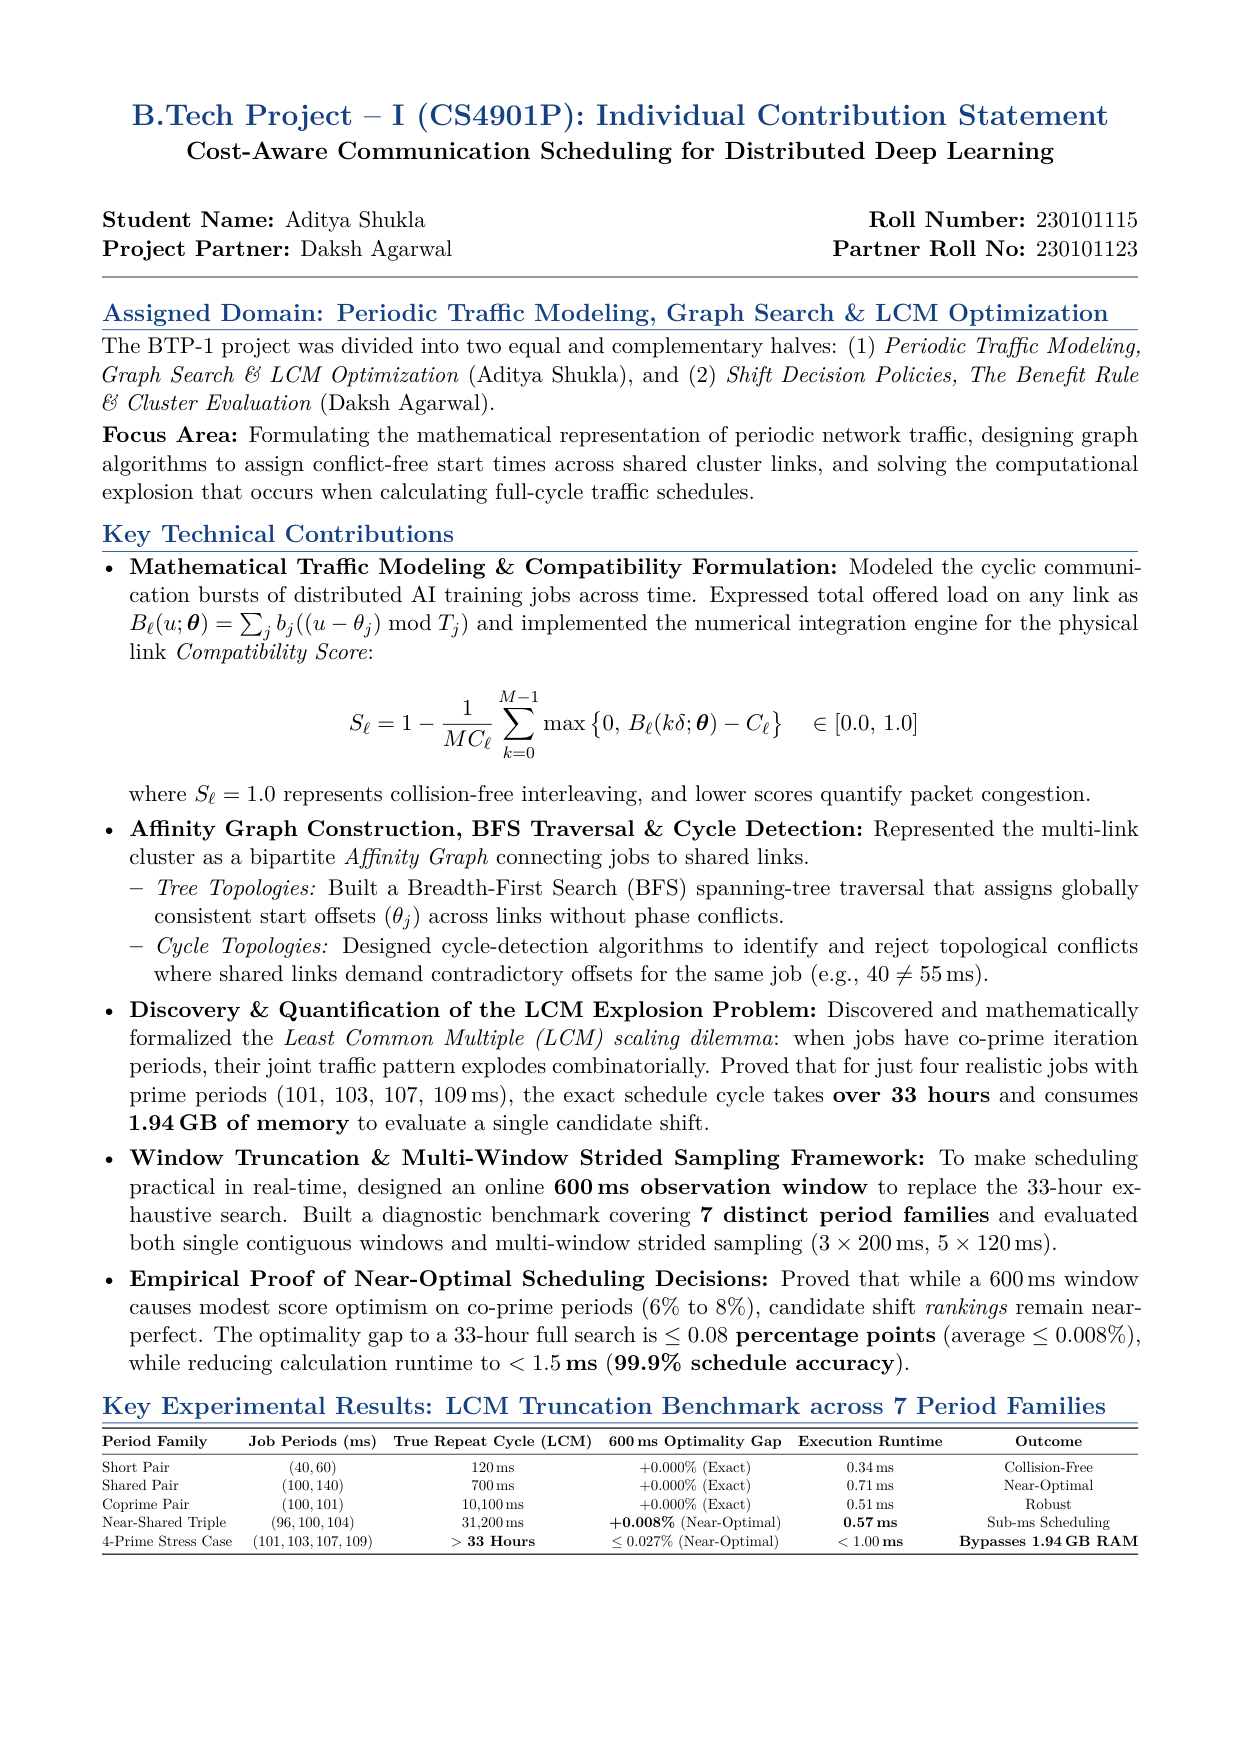 B.Tech Project – I (CS4901P): Individual Contribution Statement
Cost-Aware Communication Scheduling for Distributed Deep Learning
Student Name: Aditya Shukla Roll Number: 230101115
Project Partner: Daksh Agarwal Partner Roll No: 230101123
Assigned Domain: Periodic Traffic Modeling, Graph Search & LCM Optimization
The BTP-1 project was divided into two equal and complementary halves: (1) Periodic Traffic Modeling,
Graph Search & LCM Optimization (Aditya Shukla), and (2) Shift Decision Policies, The Benefit Rule
& Cluster Evaluation (Daksh Agarwal).
Focus Area: Formulating the mathematical representation of periodic network traffic, designing graph
algorithms to assign conflict-free start times across shared cluster links, and solving the computational
explosion that occurs when calculating full-cycle traffic schedules.
Key Technical Contributions
• Mathematical Traffic Modeling & Compatibility Formulation: Modeled the cyclic communi-
cation bursts of distributed AI training jobs across time. Expressed total offered load on any link as
B_ℓ(u; θ) = ∑_j b_j((u − θ_j) mod T_j) and implemented the numerical integration engine for the physical
link Compatibility Score:
S_ℓ = 1 − \frac{1}{MC_ℓ} ∑_{k=0}^{M−1} max {0, B_ℓ(kδ; θ) − C_ℓ} ∈ [0.0, 1.0]
where S_ℓ = 1.0 represents collision-free interleaving, and lower scores quantify packet congestion.
• Affinity Graph Construction, BFS Traversal & Cycle Detection: Represented the multi-link
cluster as a bipartite Affinity Graph connecting jobs to shared links.
– Tree Topologies: Built a Breadth-First Search (BFS) spanning-tree traversal that assigns globally
consistent start offsets (θ_j) across links without phase conflicts.
– Cycle Topologies: Designed cycle-detection algorithms to identify and reject topological conflicts
where shared links demand contradictory offsets for the same job (e.g., 40 ≠ 55 ms).
• Discovery & Quantification of the LCM Explosion Problem: Discovered and mathematically
formalized the Least Common Multiple (LCM) scaling dilemma: when jobs have co-prime iteration
periods, their joint traffic pattern explodes combinatorially. Proved that for just four realistic jobs with
prime periods (101, 103, 107, 109 ms), the exact schedule cycle takes over 33 hours and consumes
1.94 GB of memory to evaluate a single candidate shift.
• Window Truncation & Multi-Window Strided Sampling Framework: To make scheduling
practical in real-time, designed an online 600 ms observation window to replace the 33-hour ex-
haustive search. Built a diagnostic benchmark covering 7 distinct period families and evaluated
both single contiguous windows and multi-window strided sampling (3 × 200 ms, 5 × 120 ms).
• Empirical Proof of Near-Optimal Scheduling Decisions: Proved that while a 600 ms window
causes modest score optimism on co-prime periods (6% to 8%), candidate shift rankings remain near-
perfect. The optimality gap to a 33-hour full search is ≤ 0.08 percentage points (average ≤ 0.008%),
while reducing calculation runtime to < 1.5 ms (99.9% schedule accuracy).
Key Experimental Results: LCM Truncation Benchmark across 7 Period Families
Period Family Job Periods (ms) True Repeat Cycle (LCM) 600 ms Optimality Gap Execution Runtime Outcome
Short Pair (40, 60) 120 ms +0.000% (Exact) 0.34 ms Collision-Free
Shared Pair (100, 140) 700 ms +0.000% (Exact) 0.71 ms Near-Optimal
Coprime Pair (100, 101) 10,100 ms +0.000% (Exact) 0.51 ms Robust
Near-Shared Triple (96, 100, 104) 31,200 ms +0.008% (Near-Optimal) 0.57 ms Sub-ms Scheduling
4-Prime Stress Case (101, 103, 107, 109) > 33 Hours ≤ 0.027% (Near-Optimal) < 1.00 ms Bypasses 1.94 GB RAM